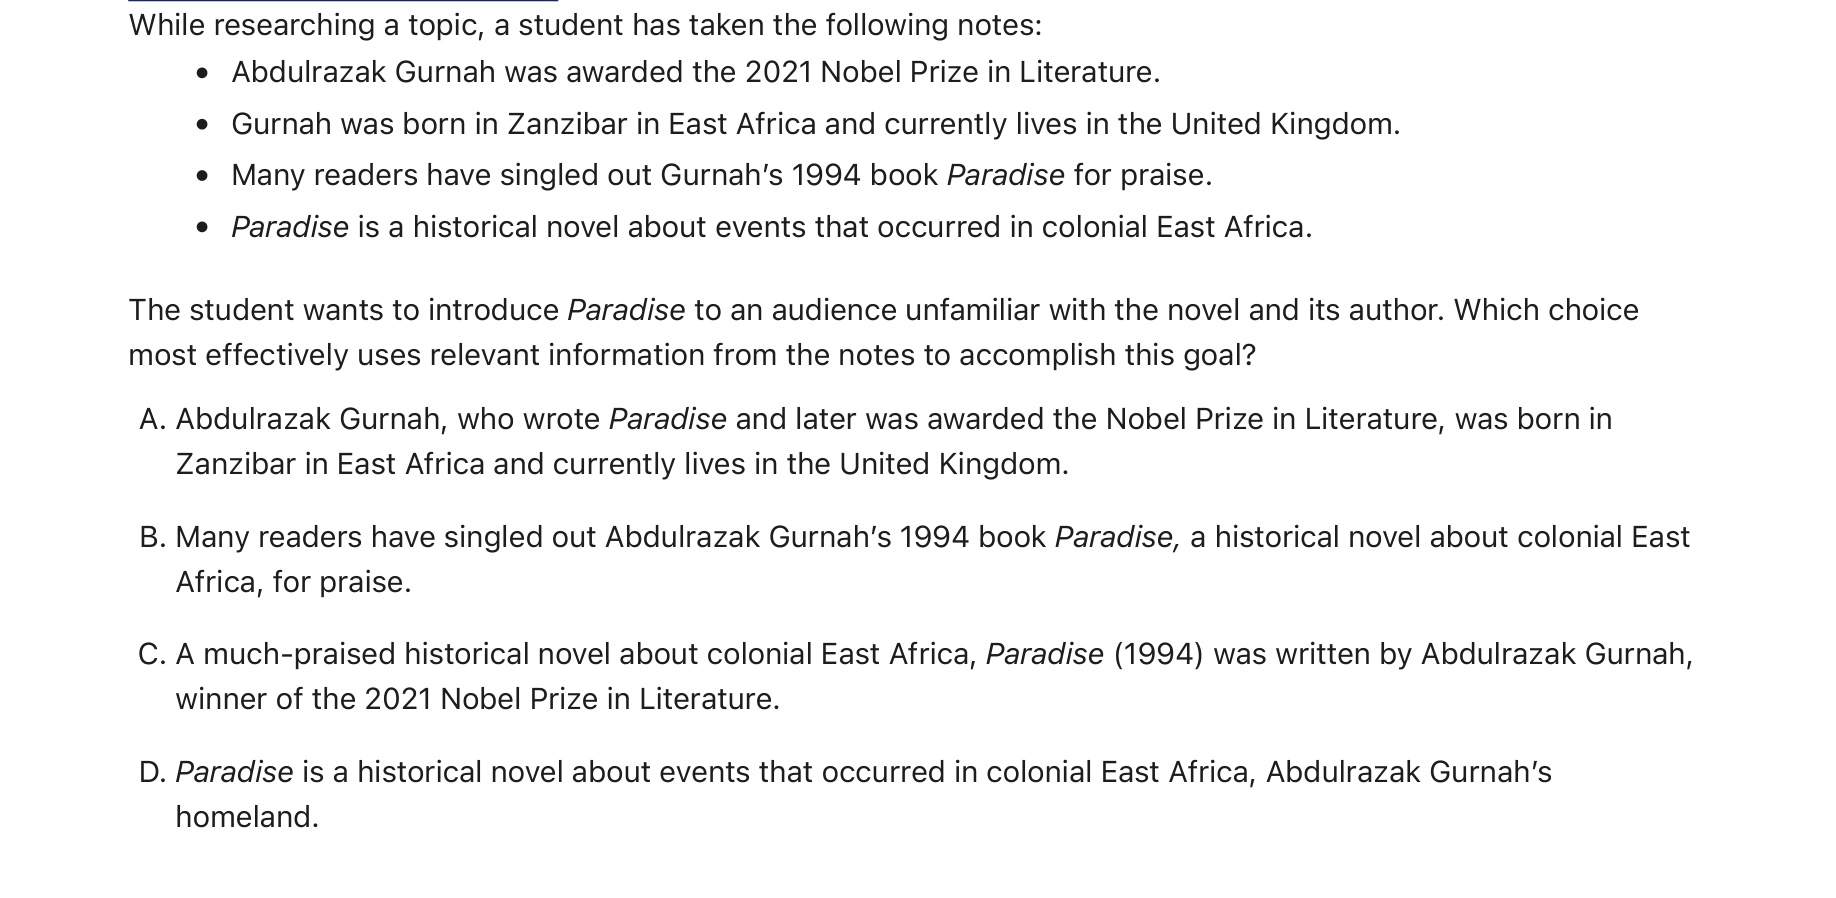 While researching a topic, a student has taken the following notes:
• Abdulrazak Gurnah was awarded the 2021 Nobel Prize in Literature.
• Gurnah was born in Zanzibar in East Africa and currently lives in the United Kingdom.
• Many readers have singled out Gurnah’s 1994 book Paradise for praise.
• Paradise is a historical novel about events that occurred in colonial East Africa.
The student wants to introduce Paradise to an audience unfamiliar with the novel and its author. Which choice
most effectively uses relevant information from the notes to accomplish this goal?
A. Abdulrazak Gurnah, who wrote Paradise and later was awarded the Nobel Prize in Literature, was born in
Zanzibar in East Africa and currently lives in the United Kingdom.
B. Many readers have singled out Abdulrazak Gurnah’s 1994 book Paradise, a historical novel about colonial East
Africa, for praise.
C. A much-praised historical novel about colonial East Africa, Paradise (1994) was written by Abdulrazak Gurnah,
winner of the 2021 Nobel Prize in Literature.
D. Paradise is a historical novel about events that occurred in colonial East Africa, Abdulrazak Gurnah’s
homeland.